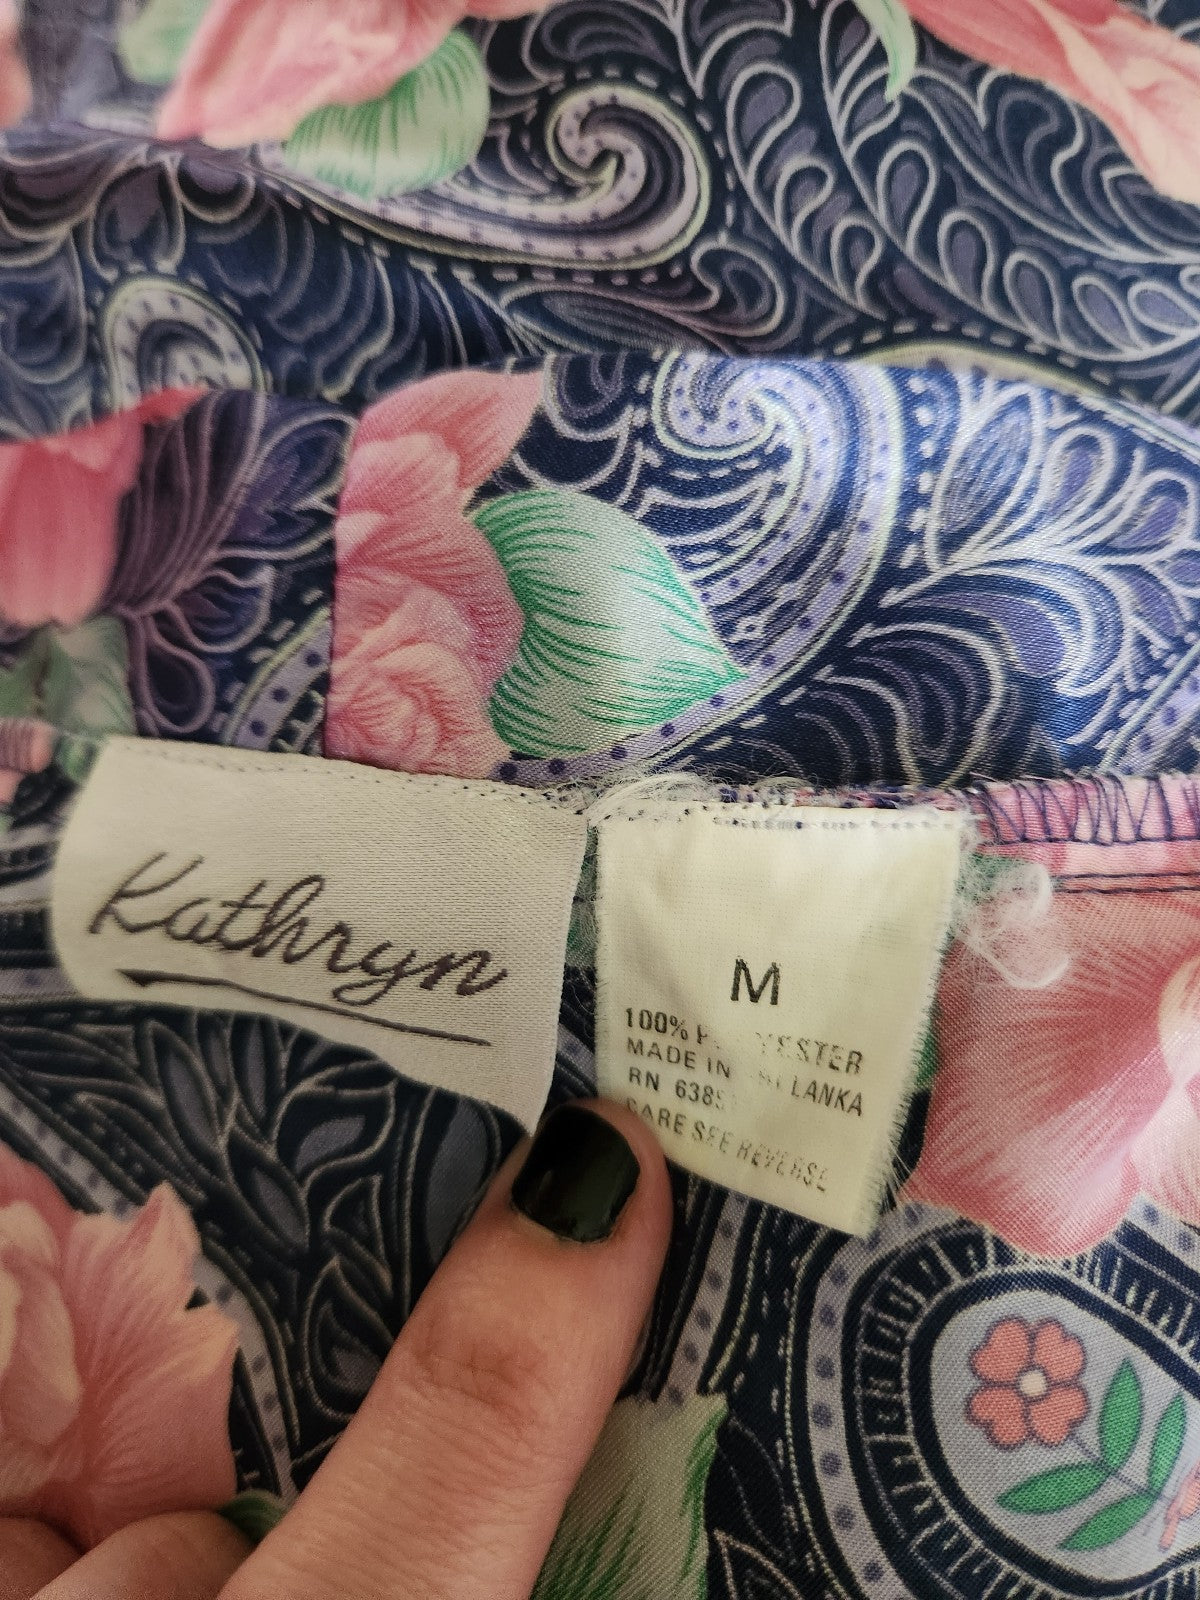 Kathryn
M
100%
MADE IN LANKA
RN
CARE SEE REVERSE